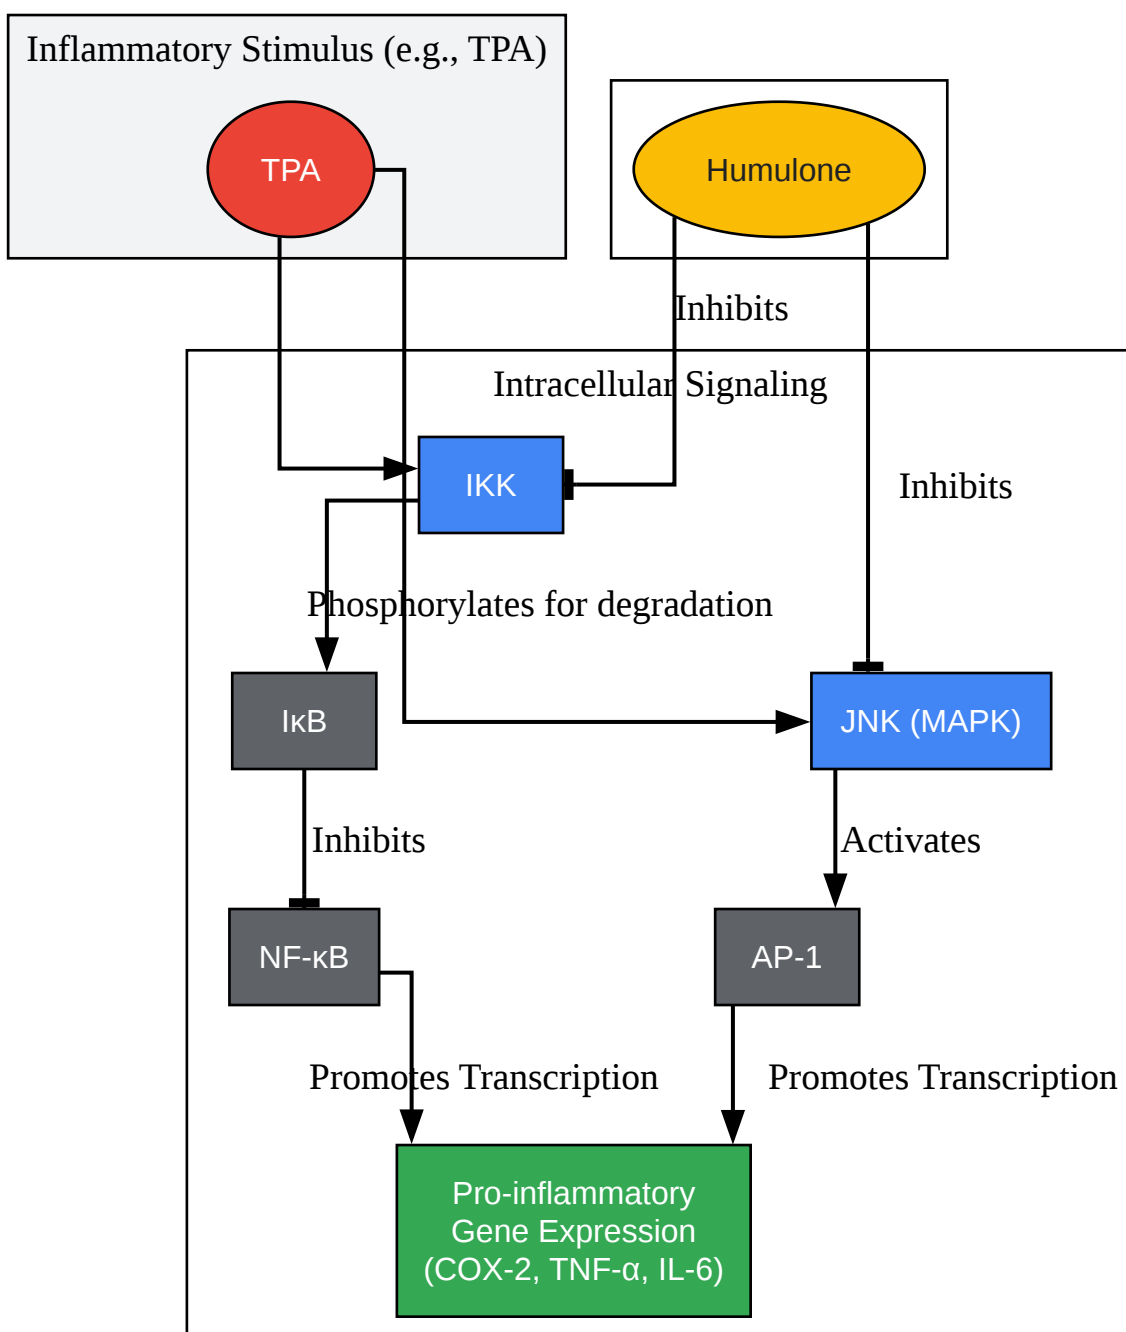 Inflammatory Stimulus (e.g., TPA)
TPA
Humulone
Inhibits
Intracellular Signaling
IKK
Inhibits
Phosphorylates for degradation
IκB
JNK (MAPK)
Inhibits
Activates
NF-κB
AP-1
Promotes Transcription
Promotes Transcription
Pro-inflammatory
Gene Expression
(COX-2, TNF-α, IL-6)